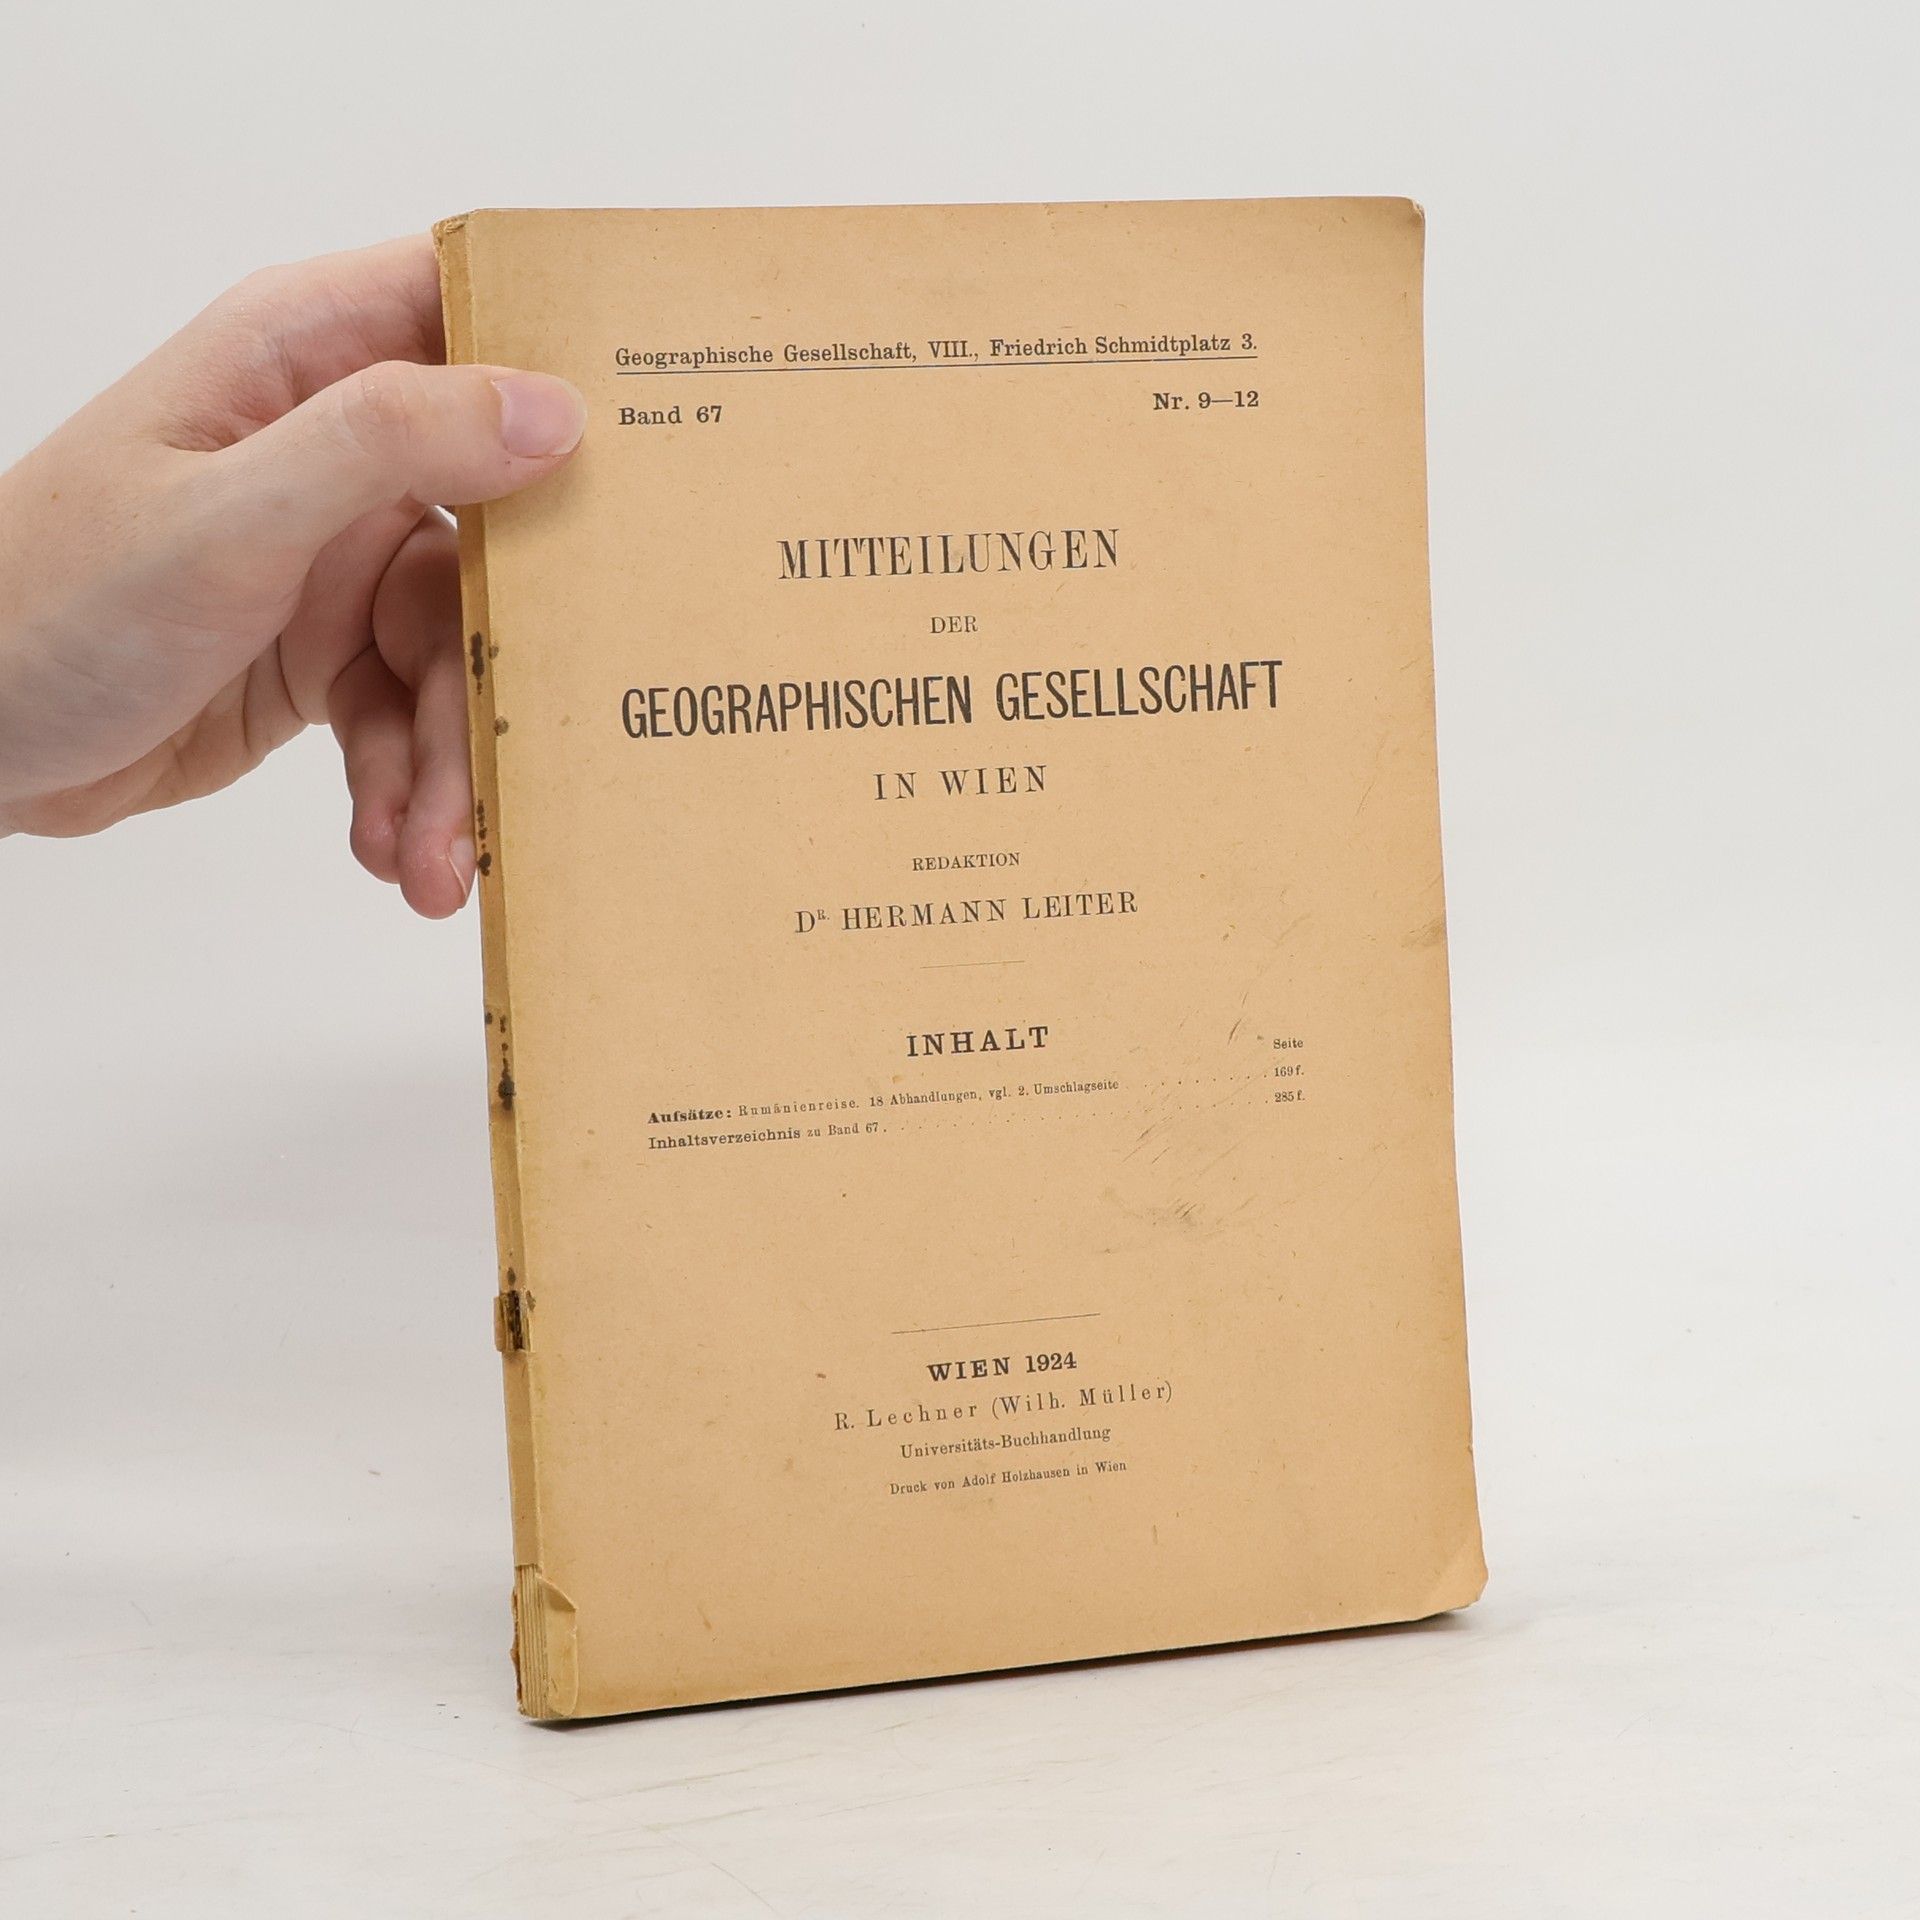 Geographische Gesellschaft, VIII., Friedrich Schmidtplatz 3.
Band 67 Nr. 9—12
MITTEILUNGEN
DER
GEOGRAPHISCHEN GESELLSCHAFT
IN WIEN
REDAKTION
DR. HERMANN LEITER
INHALT
Seite
Aufsätze: Rumänienreise. 18 Abhandlungen, vgl. 2. Umschlagseite . . . . . . . . . . 169 f.
Inhaltsverzeichnis zu Band 67 . . . . . . . . . . . . . . . . . . . . 285 f.
WIEN 1924
R. Lechner (Wilh. Müller)
Universitäts-Buchhandlung
Druck von Adolf Holzhausen in Wien